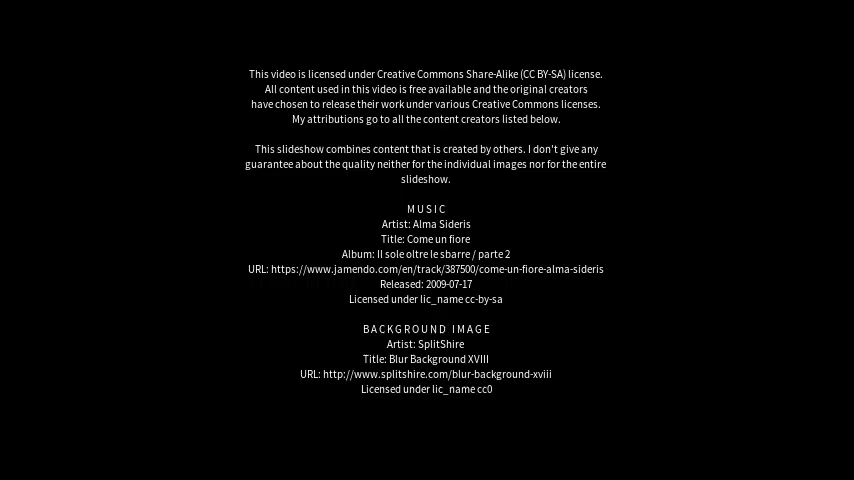 This video is licensed under Creative Commons Share-Alike (CC BY-SA) license.
All content used in this video is free available and the original creators
have chosen to release their work under various Creative Commons licenses.
My attributions go to all the content creators listed below.
This slideshow combines content that is created by others. I don't give any
guarantee about the quality neither for the individual images nor for the entire
slideshow.
MUSIC
Artist: Alma Sideris
Title: Come un fiore
Album: Il sole oltre le sbarre / parte 2
URL: https://www.jamendo.com/en/track/387500/come-un-fiore-alma-sideris
Released: 2009-07-17
Licensed under lic_name cc-by-sa
BACKGROUND IMAGE
Artist: SplitShire
Title: Blur Background XVIII
URL: http://www.splitshire.com/blur-background-xviii
Licensed under lic_name cc0